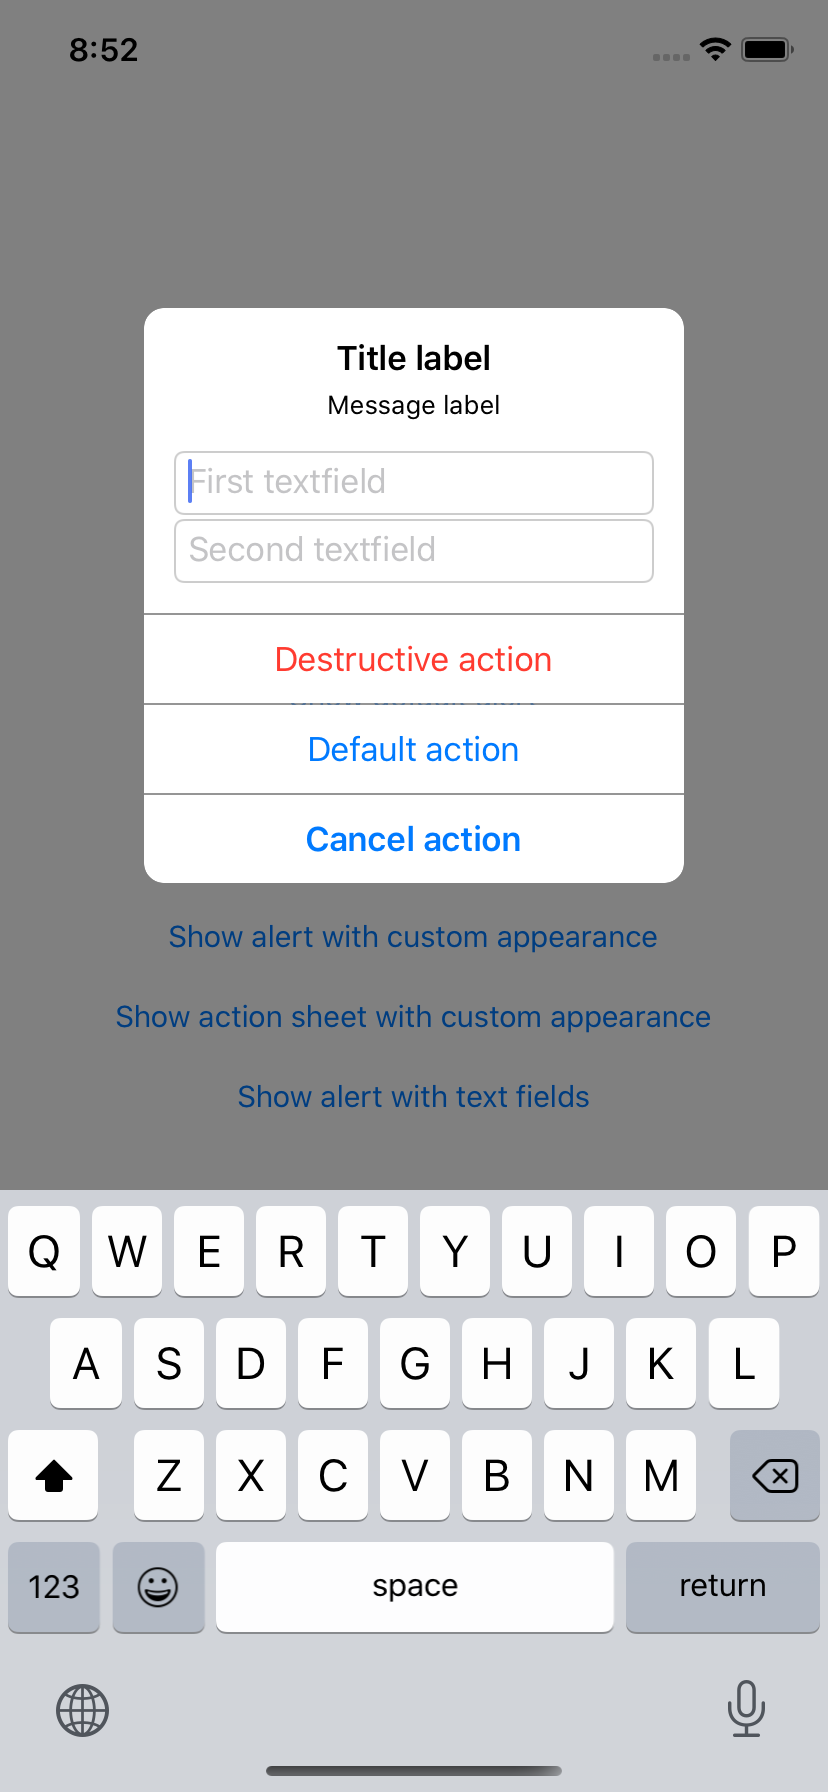 8:52
Title label
Message label
First textfield
Second textfield
Destructive action
Default action
Cancel action
Show alert with custom appearance
Show action sheet with custom appearance
Show alert with text fields
Q W E R T Y U I O P
A S D F G H J K L
Z X C V B N M
123 space return